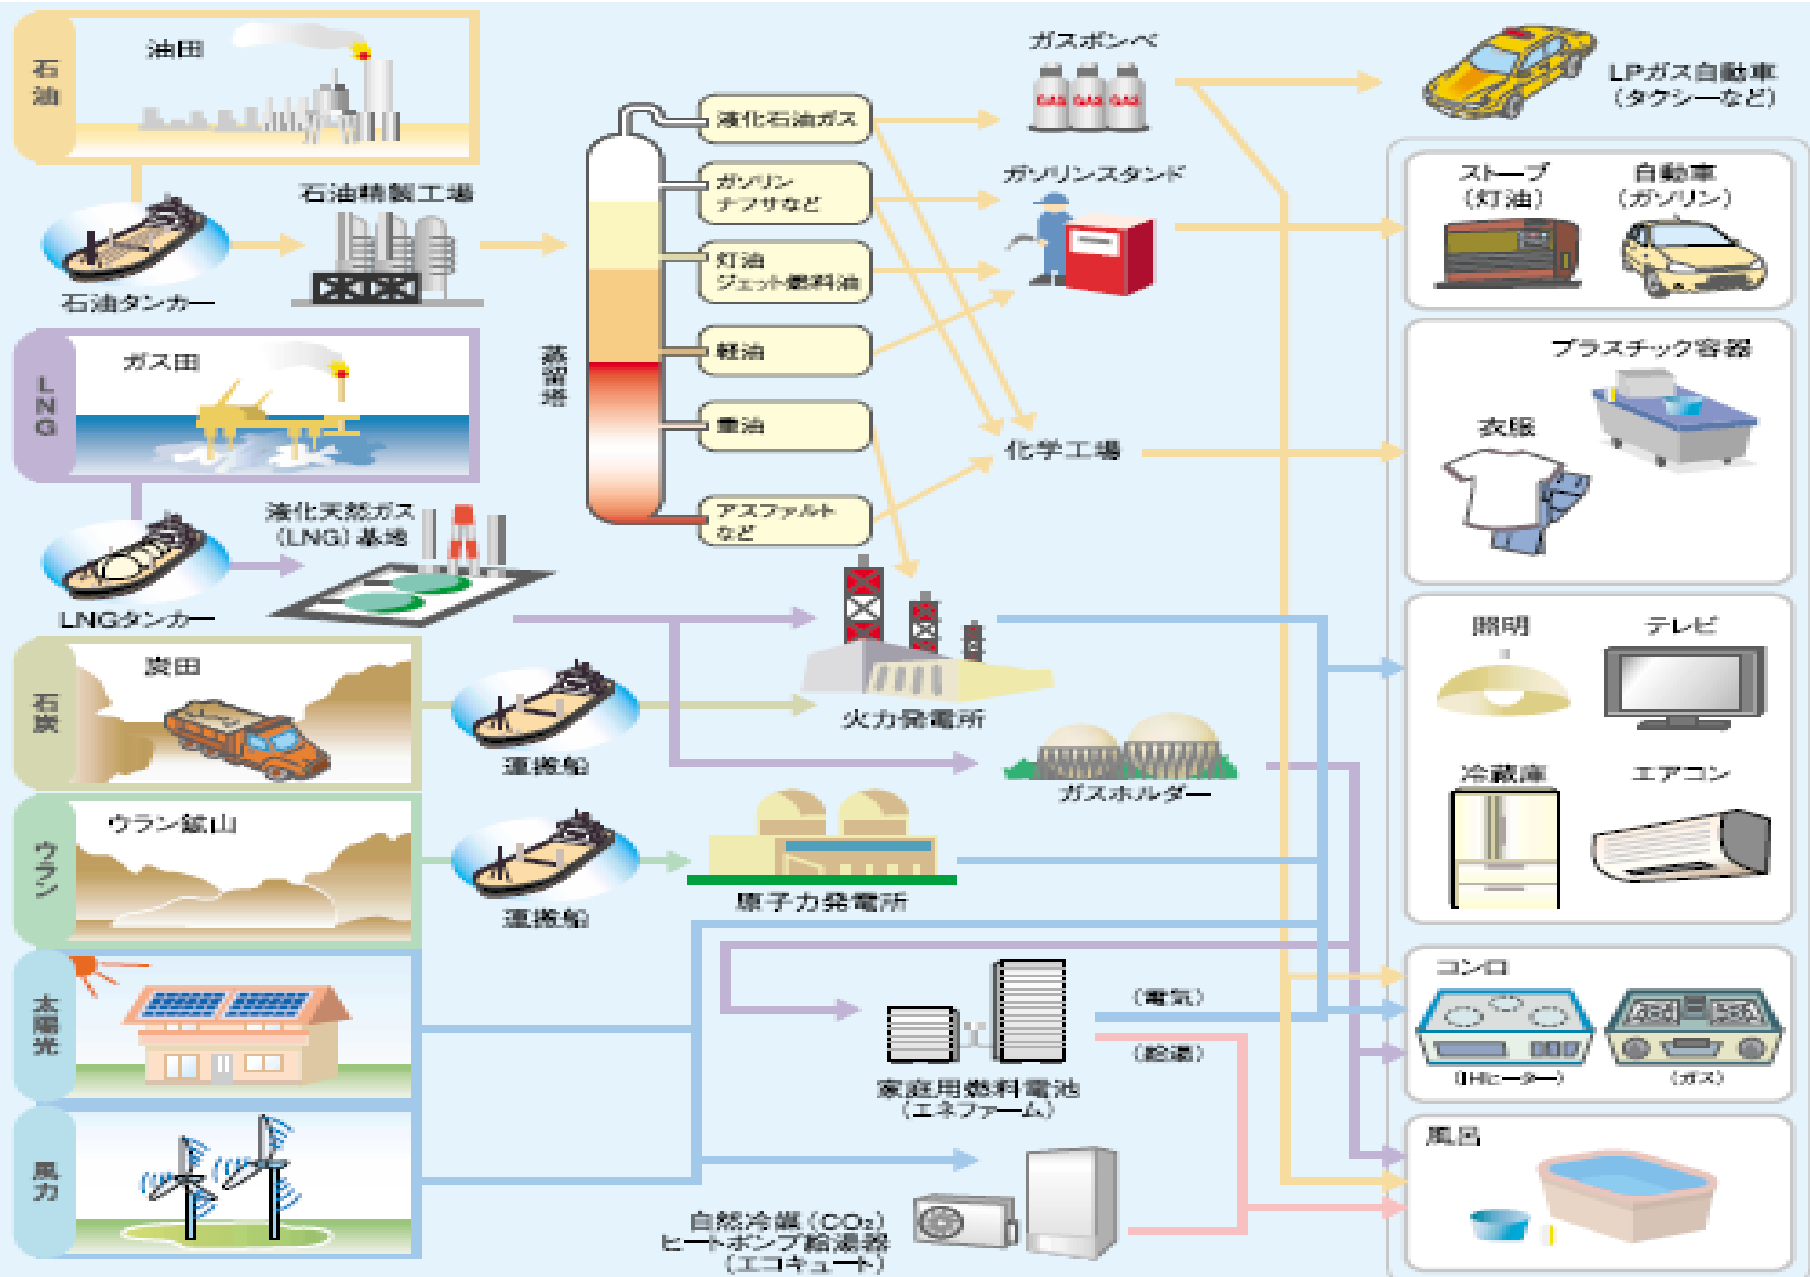 石油
油田
石油タンカー
石油精製工場
蒸留塔
液化石油ガス
ガソリン
ナフサなど
灯油
ジェット燃料油
軽油
重油
アスファルト
など
ガスボンベ
GAS GAS GAS
ガソリンスタンド
化学工場
LPガス自動車
(タクシーなど)
ストーブ
(灯油)
自動車
(ガソリン)
プラスチック容器
衣服
LNG
ガス田
LNGタンカー
液化天然ガス
(LNG)基地
石炭
炭田
運搬船
火力発電所
ガスホルダー
ウラン
ウラン鉱山
運搬船
原子力発電所
照明
テレビ
冷蔵庫
エアコン
太陽光
風力
家庭用燃料電池
(エネファーム)
(電気)
(給湯)
自然冷媒(CO₂)
ヒートポンプ給湯器
(エコキュート)
コンロ
(IHヒーター)
(ガス)
風呂